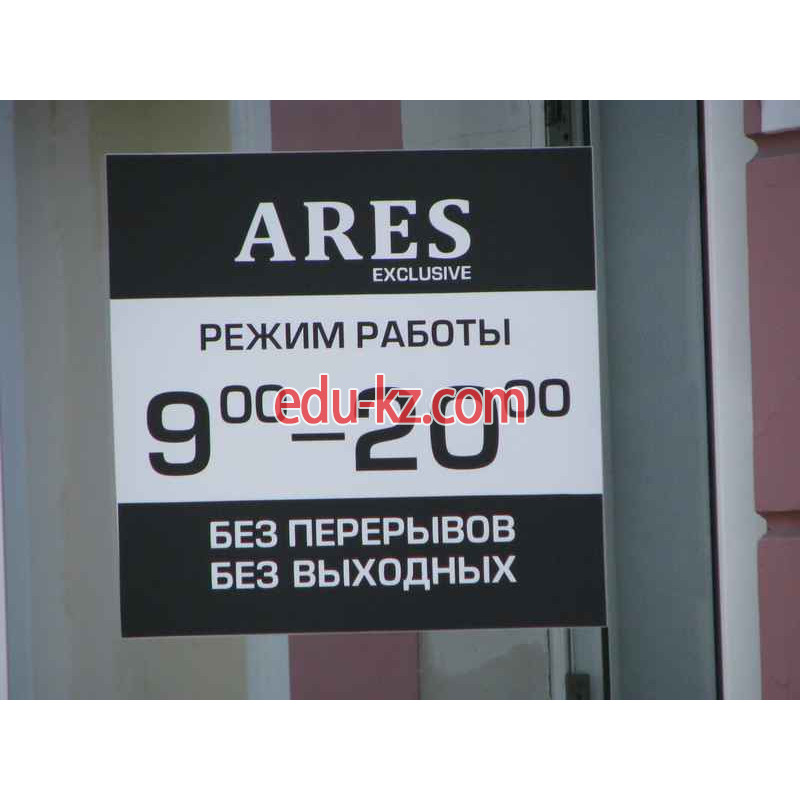 ARES
EXCLUSIVE
РЕЖИМ РАБОТЫ
9⁰⁰–20⁰⁰
edu-kz.com
БЕЗ ПЕРЕРЫВОВ
БЕЗ ВЫХОДНЫХ